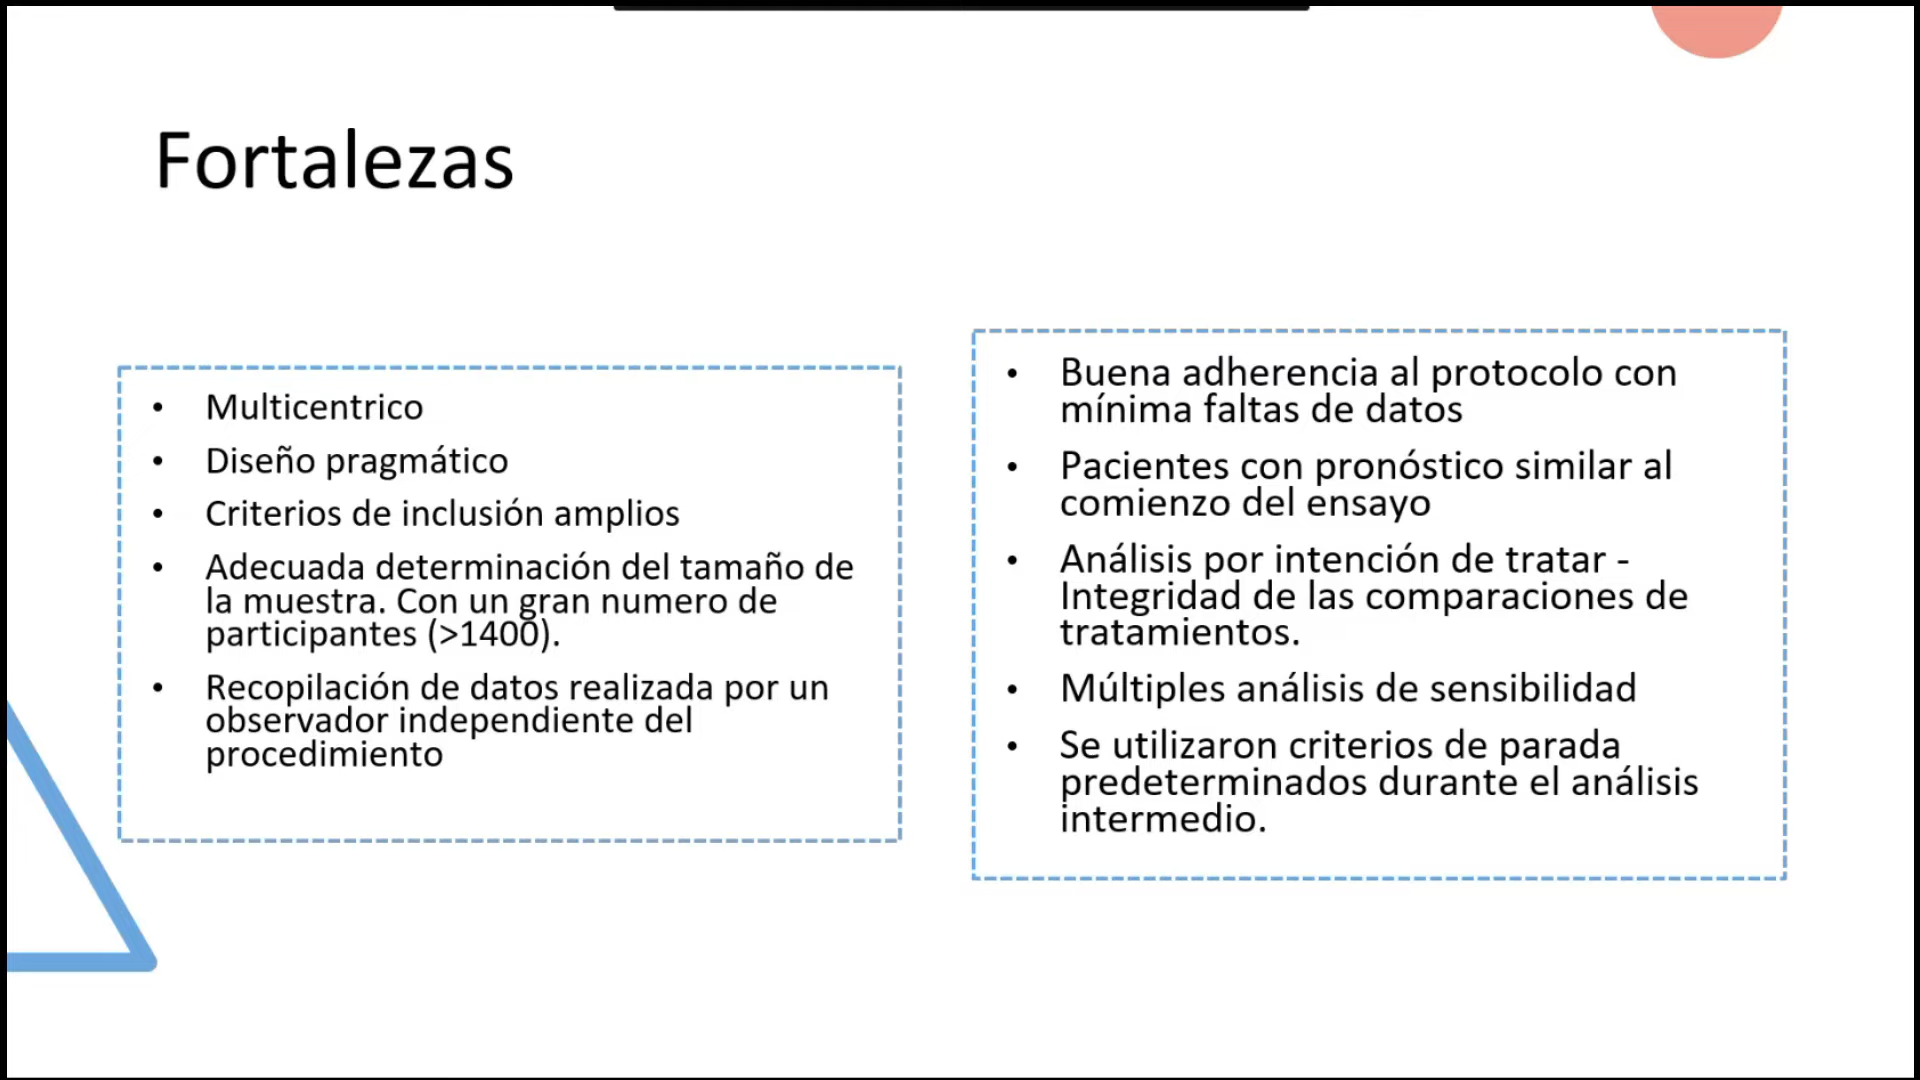 Fortalezas
• Multicentrico
• Diseño pragmático
• Criterios de inclusión amplios
• Adecuada determinación del tamaño de
la muestra. Con un gran numero de
participantes (>1400).
• Recopilación de datos realizada por un
observador independiente del
procedimiento
• Buena adherencia al protocolo con
mínima faltas de datos
• Pacientes con pronóstico similar al
comienzo del ensayo
• Análisis por intención de tratar -
Integridad de las comparaciones de
tratamientos.
• Múltiples análisis de sensibilidad
• Se utilizaron criterios de parada
predeterminados durante el análisis
intermedio.